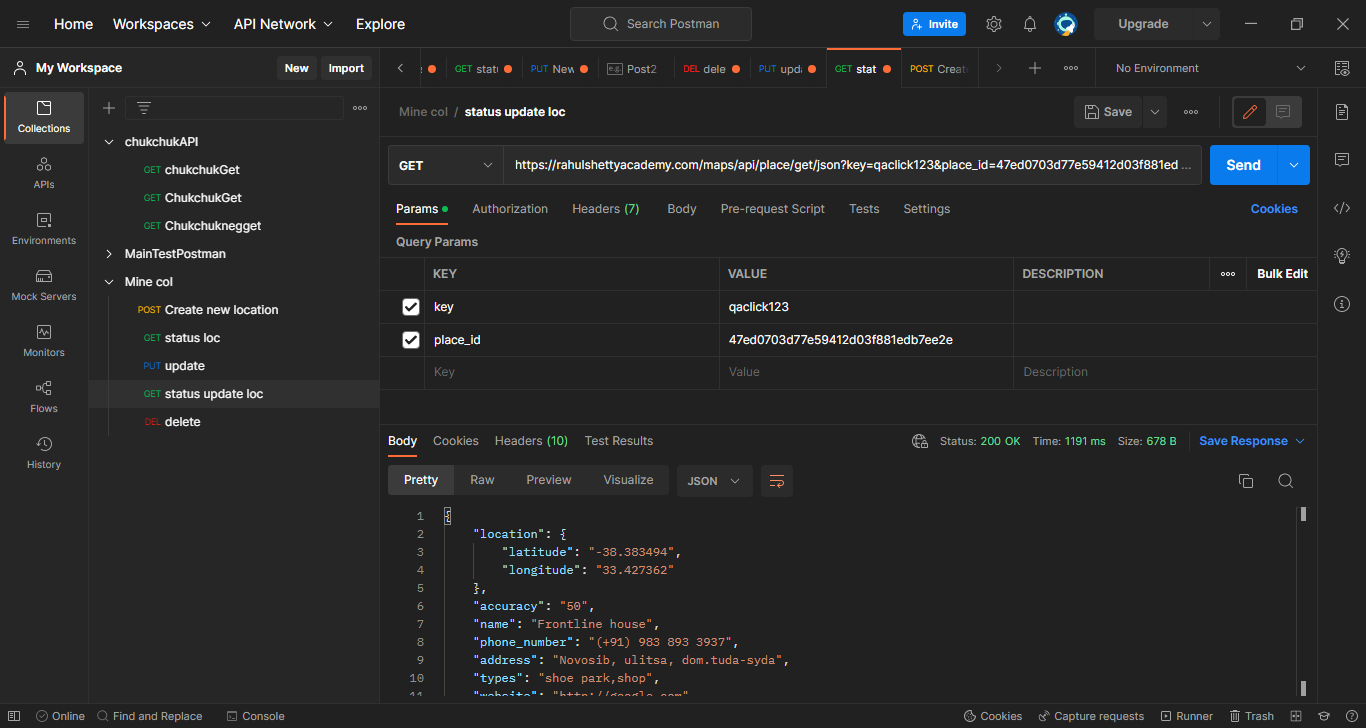 Home Workspaces API Network Explore Search Postman Invite Upgrade
My Workspace New Import
GET stat PUT New Post2 DEL dele PUT upd GET stat POST Creat No Environment
Mine col / status update loc Save
Collections
APIs
Environments
Mock Servers
Monitors
Flows
History
chukchukAPI
GET chukchukGet
GET ChukchukGet
GET Chukchuknegget
MainTestPostman
Mine col
POST Create new location
GET status loc
PUT update
GET status update loc
DEL delete
GET https://rahulshettyacademy.com/maps/api/place/get/json?key=qaclick123&place_id=47ed0703d77e59412d03f881ed ... Send
Params Authorization Headers (7) Body Pre-request Script Tests Settings Cookies
Query Params
KEY VALUE DESCRIPTION Bulk Edit
key qaclick123
place_id 47ed0703d77e59412d03f881edb7ee2e
Key Value Description
Body Cookies Headers (10) Test Results Status: 200 OK Time: 1191 ms Size: 678 B Save Response
Pretty Raw Preview Visualize JSON
1 {
2 "location": {
3 "latitude": "-38.383494",
4 "longitude": "33.427362"
5 },
6 "accuracy": "50",
7 "name": "Frontline house",
8 "phone_number": "(+91) 983 893 3937",
9 "address": "Novosib, ulitsa, dom.tuda-syda",
10 "types": "shoe park,shop",
11 "website": "http://google.com"
Online Find and Replace Console Cookies Capture requests Runner Trash